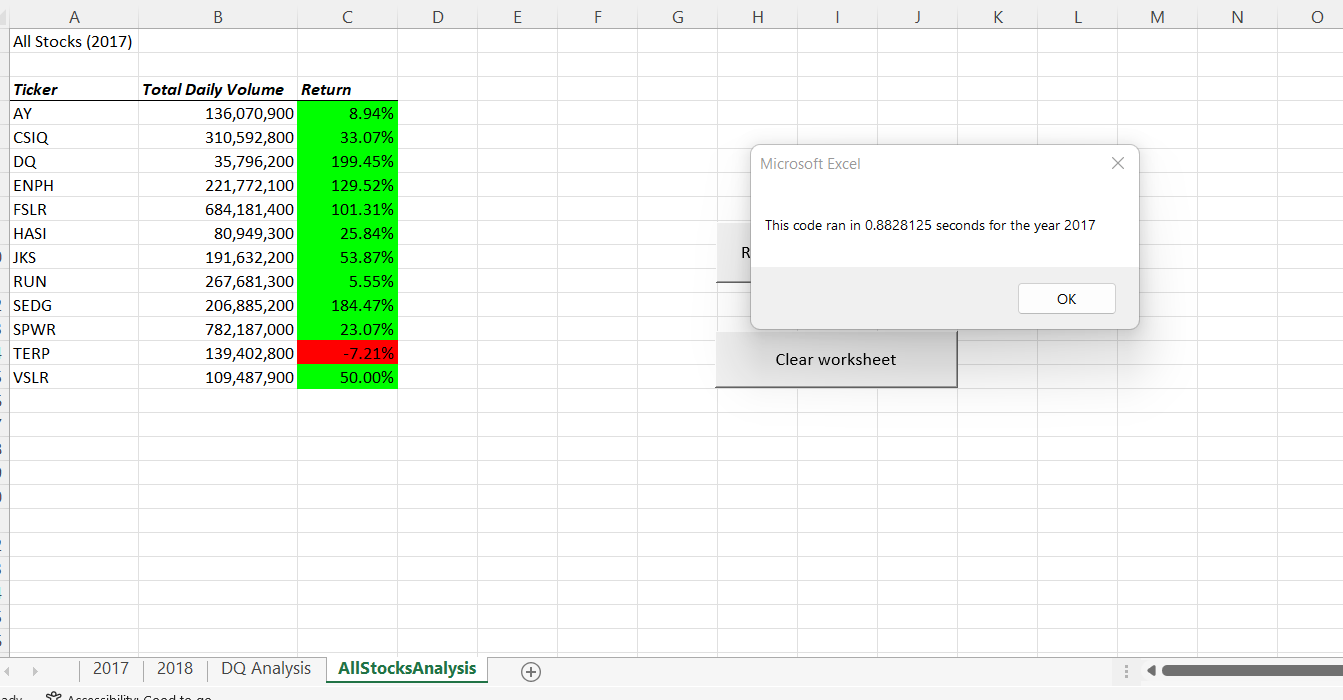 A B C D E F G H I J K L M N O
All Stocks (2017)
Ticker Total Daily Volume Return
AY 136,070,900 8.94%
CSIQ 310,592,800 33.07%
DQ 35,796,200 199.45%
ENPH 221,772,100 129.52%
FSLR 684,181,400 101.31%
HASI 80,949,300 25.84%
JKS 191,632,200 53.87%
RUN 267,681,300 5.55%
SEDG 206,885,200 184.47%
SPWR 782,187,000 23.07%
TERP 139,402,800 -7.21%
VSLR 109,487,900 50.00%
Microsoft Excel
This code ran in 0.8828125 seconds for the year 2017
R
OK
Clear worksheet
2017 2018 DQ Analysis AllStocksAnalysis
Accessibility: Good to go